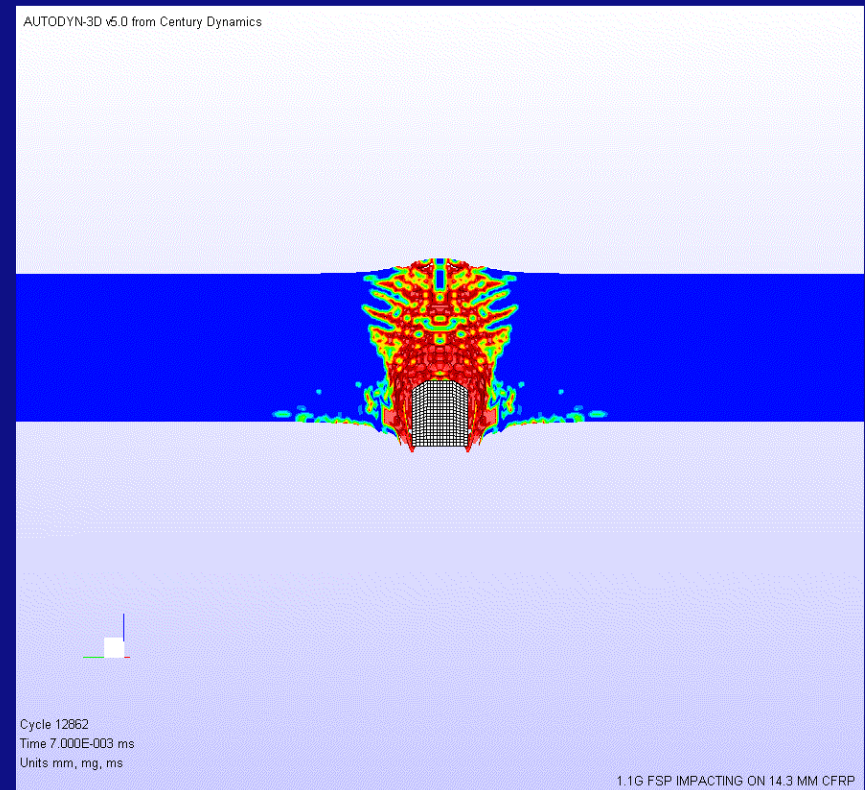 AUTODYN-3D v5.0 from Century Dynamics
Cycle 12862
Time 7.000E-003 ms
Units mm, mg, ms
1.1G FSP IMPACTING ON 14.3 MM CFRP